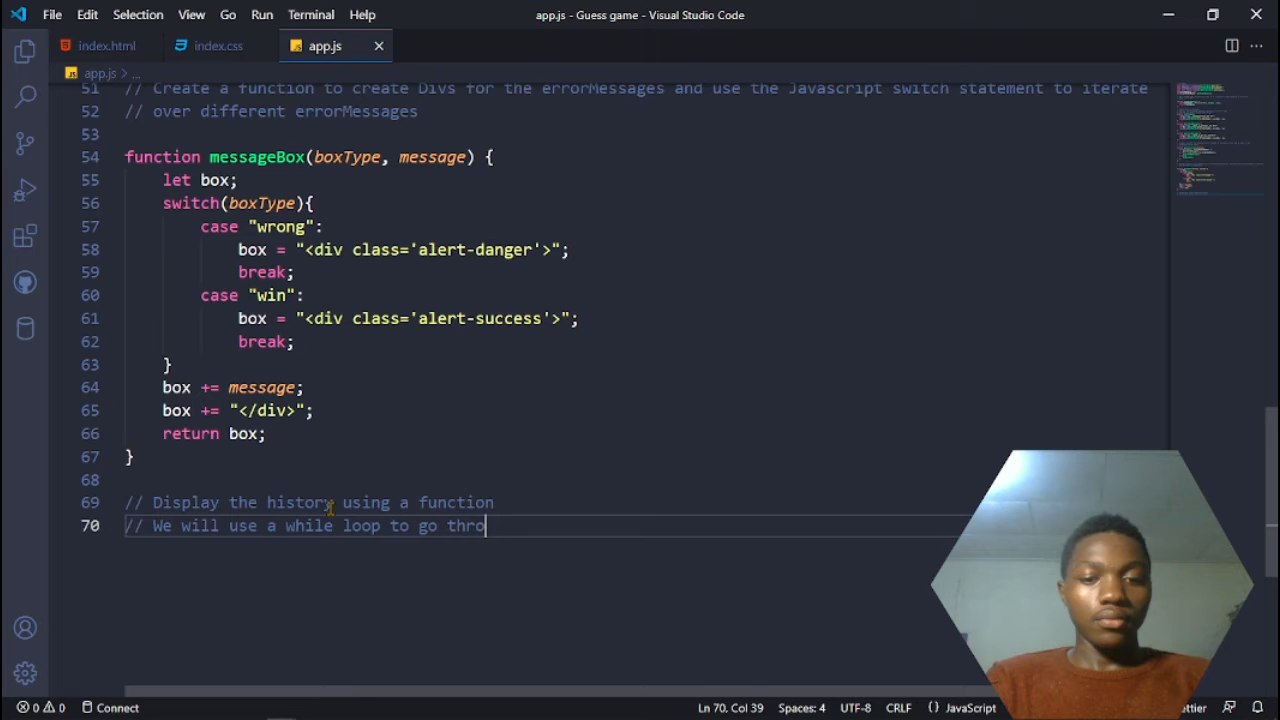 File Edit Selection View Go Run Terminal Help
app.js - Guess game - Visual Studio Code
index.html
index.css
JS app.js
JS app.js > ...
51 // Create a function to create Divs for the errorMessages and use the Javascript switch statement to iterate
52 // over different errorMessages
53
54 function messageBox(boxType, message) {
55 let box;
56 switch(boxType){
57 case "wrong":
58 box = "<div class='alert-danger'>";
59 break;
60 case "win":
61 box = "<div class='alert-success'>";
62 break;
63 }
64 box += message;
65 box += "</div>";
66 return box;
67 }
68
69 // Display the history using a function
70 // We will use a while loop to go thro
0 0 Connect
Ln 70, Col 39 Spaces: 4 UTF-8 CRLF {} JavaScript ettier